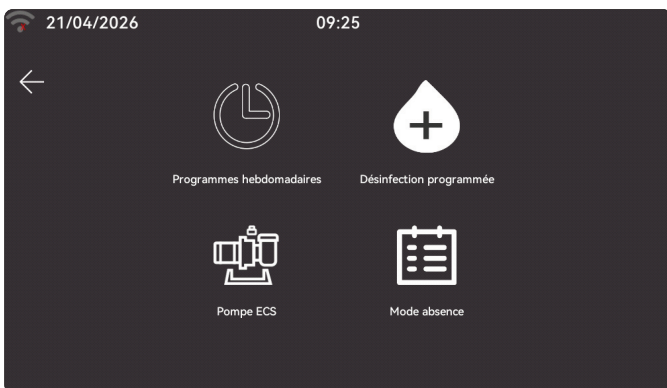 21/04/2026 09:25
Programmes hebdomadaires Désinfection programmée
Pompe ECS Mode absence